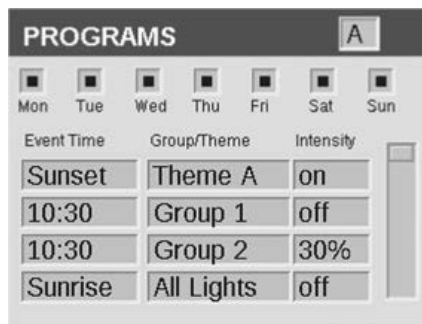 PROGRAMS A
Mon Tue Wed Thu Fri Sat Sun
Event Time Group/Theme Intensity
Sunset Theme A on
10:30 Group 1 off
10:30 Group 2 30%
Sunrise All Lights off